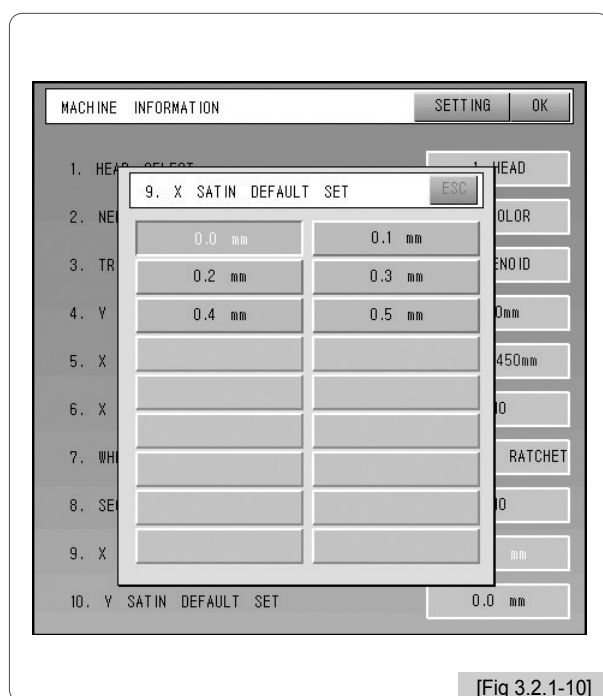 MACHINE INFORMATION SETTING OK
1. HEAD SELECT 1 HEAD
9. X SATIN DEFAULT SET ESC
2. NE OLOR
0.0 mm 0.1 mm
3. TR ENOID
0.2 mm 0.3 mm
4. Y 0mm
0.4 mm 0.5 mm
5. X 450mm
6. X
7. WH RATCHET
8. SE
9. X mm
10. Y SATIN DEFAULT SET 0.0 mm
[Fig 3.2.1-10]